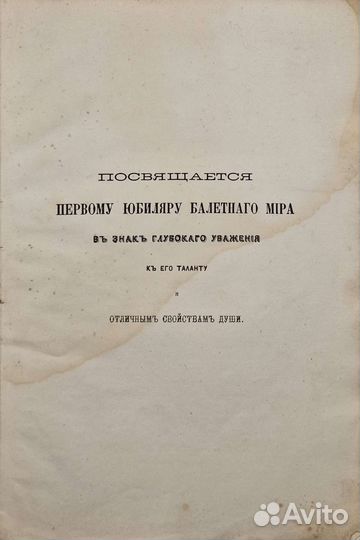 ПОСВЯЩАЕТСЯ
ПЕРВОМУ ЮБИЛЯРУ БАЛЕТНАГО МІРА
ВЪ ЗНАКЪ ГЛУБОКАГО УВАЖЕНІЯ
КЪ ЕГО ТАЛАНТУ
И
ОТЛИЧНЫМЪ СВОЙСТВАМЪ ДУШИ.
Avito